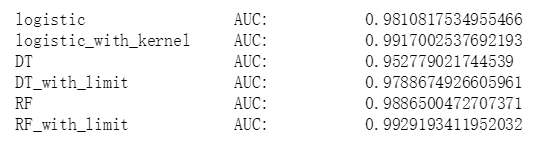 logistic AUC: 0.9810817534955466
logistic_with_kernel AUC: 0.9917002537692193
DT AUC: 0.952779021744539
DT_with_limit AUC: 0.9788674926605961
RF AUC: 0.9886500472707371
RF_with_limit AUC: 0.9929193411952032